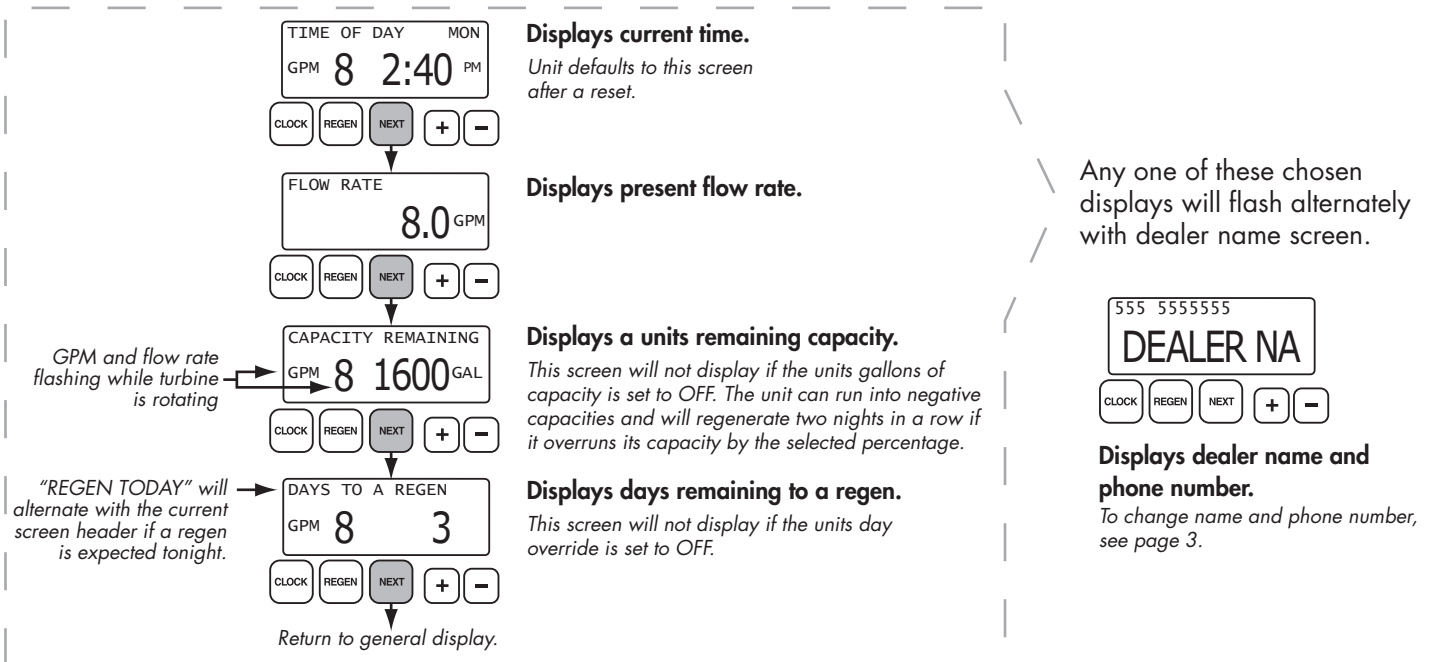 TIME OF DAY MON
GPM 8 2:40 PM
CLOCK REGEN NEXT + −
Displays current time.
Unit defaults to this screen
after a reset.
FLOW RATE
8.0 GPM
CLOCK REGEN NEXT + −
Displays present flow rate.
GPM and flow rate
flashing while turbine
is rotating
CAPACITY REMAINING
GPM 8 1600 GAL
CLOCK REGEN NEXT + −
Displays a units remaining capacity.
This screen will not display if the units gallons of
capacity is set to OFF. The unit can run into negative
capacities and will regenerate two nights in a row if
it overruns its capacity by the selected percentage.
"REGEN TODAY" will
alternate with the current
screen header if a regen
is expected tonight.
DAYS TO A REGEN
GPM 8 3
CLOCK REGEN NEXT + −
Displays days remaining to a regen.
This screen will not display if the units day
override is set to OFF.
Return to general display.
Any one of these chosen
displays will flash alternately
with dealer name screen.
555 5555555
DEALER NA
CLOCK REGEN NEXT + −
Displays dealer name and
phone number.
To change name and phone number,
see page 3.